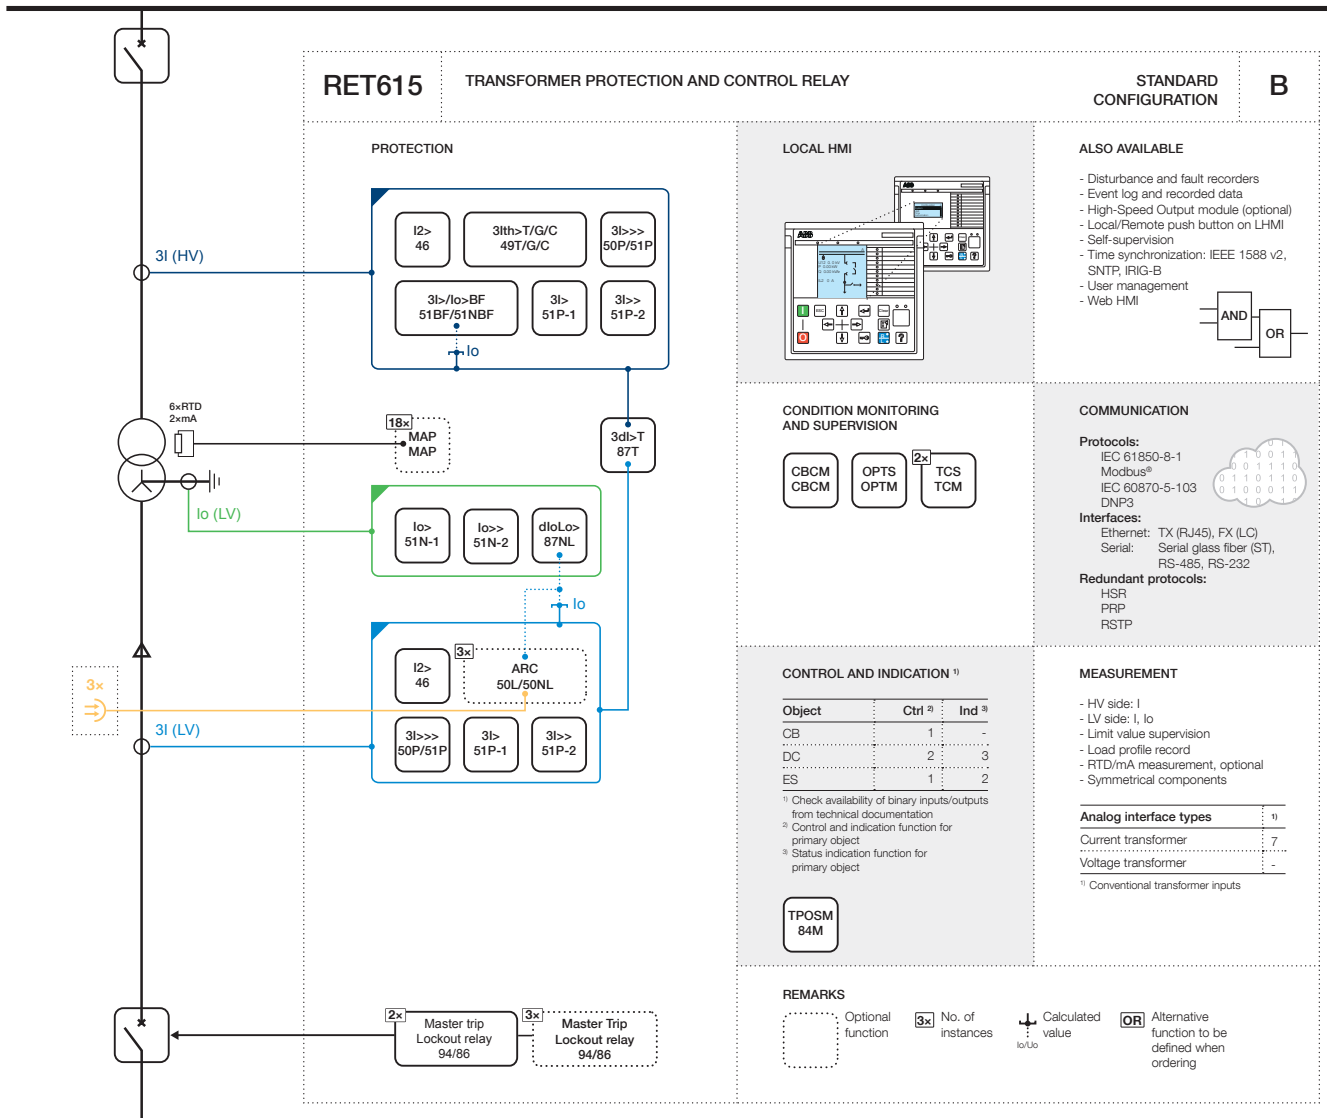 RET615
TRANSFORMER PROTECTION AND CONTROL RELAY
STANDARD
CONFIGURATION
B
PROTECTION
3I (HV)
I2>
46
3Ith>T/G/C
49T/G/C
3I>>>
50P/51P
3I>/Io>BF
51BF/51NBF
3I>
51P-1
3I>>
51P-2
Io
6xRTD
2xmA
18×
MAP
MAP
3dI>T
87T
Io (LV)
Io>
51N-1
Io>>
51N-2
dIoLo>
87NL
Io
I2>
46
3×
ARC
50L/50NL
3×
3I (LV)
3I>>>
50P/51P
3I>
51P-1
3I>>
51P-2
2×
Master trip
Lockout relay
94/86
3×
Master Trip
Lockout relay
94/86
LOCAL HMI
ABB
ABB
ALSO AVAILABLE
- Disturbance and fault recorders
- Event log and recorded data
- High-Speed Output module (optional)
- Local/Remote push button on LHMI
- Self-supervision
- Time synchronization: IEEE 1588 v2,
SNTP, IRIG-B
- User management
- Web HMI
AND
OR
CONDITION MONITORING
AND SUPERVISION
CBCM
CBCM
OPTS
OPTM
2×
TCS
TCM
COMMUNICATION
Protocols:
IEC 61850-8-1
Modbus®
IEC 60870-5-103
DNP3
Interfaces:
Ethernet: TX (RJ45), FX (LC)
Serial: Serial glass fiber (ST),
RS-485, RS-232
Redundant protocols:
HSR
PRP
RSTP
CONTROL AND INDICATION 1)
Object Ctrl 2) Ind 3)
CB 1 -
DC 2 3
ES 1 2
1) Check availability of binary inputs/outputs
from technical documentation
2) Control and indication function for
primary object
3) Status indication function for
primary object
TPOSM
84M
MEASUREMENT
- HV side: I
- LV side: I, Io
- Limit value supervision
- Load profile record
- RTD/mA measurement, optional
- Symmetrical components
Analog interface types 1)
Current transformer 7
Voltage transformer -
1) Conventional transformer inputs
REMARKS
Optional
function
3×
No. of
instances
Io/Uo
Calculated
value
OR
Alternative
function to be
defined when
ordering